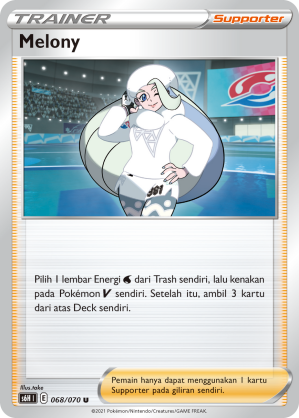 TRAINER Supporter
Melony
Pilih 1 lembar Energi dari Trash sendiri, lalu kenakan
pada Pokémon V sendiri. Setelah itu, ambil 3 kartu
dari atas Deck sendiri.
Illus.take
s6H I E 068/070 U
Pemain hanya dapat menggunakan 1 kartu
Supporter pada giliran sendiri.
©2021 Pokémon/Nintendo/Creatures/GAME FREAK.